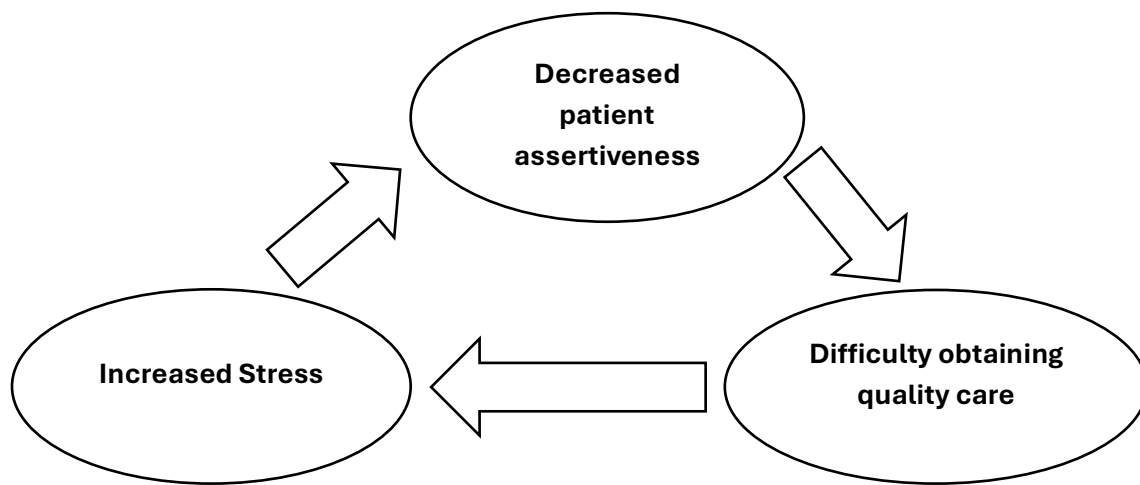 Decreased
patient
assertiveness
Increased Stress
Difficulty obtaining
quality care